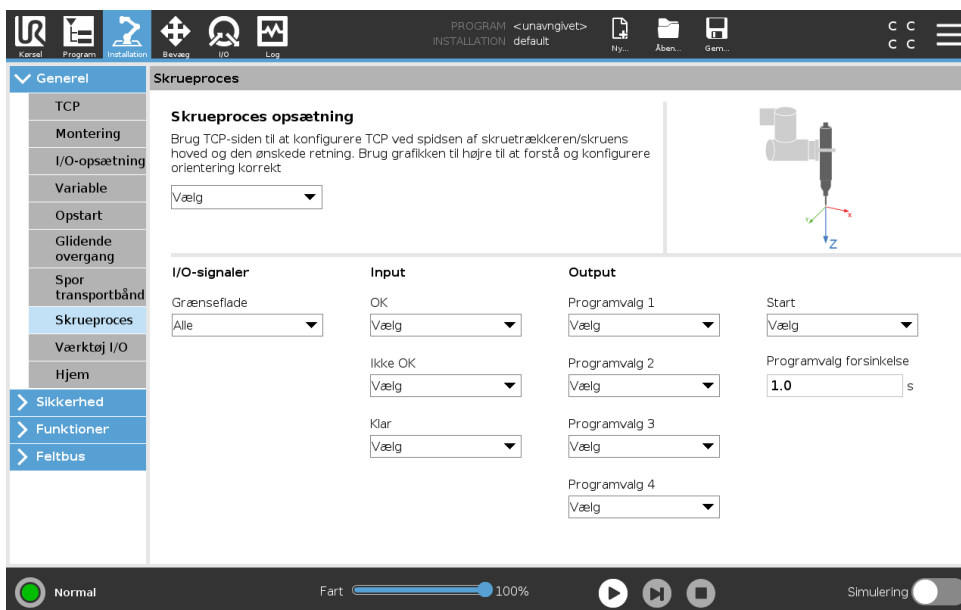 PROGRAM <unavngivet>
INSTALLATION default
C C
C C
Kørsel Program Installation Bevæg I/O Log Ny... Åben... Gem...
Generel
TCP
Montering
I/O-opsætning
Variable
Opstart
Glidende
overgang
Spor
transportbånd
Skrueproces
Værktøj I/O
Hjem
Sikkerhed
Funktioner
Feltbus
Skrueproces
Skrueproces opsætning
Brug TCP-siden til at konfigurere TCP ved spidsen af skruetrækkeren/skruens
hoved og den ønskede retning. Brug grafikken til højre til at forstå og konfigurere
orientering korrekt
Vælg
Y X
Z
I/O-signaler
Grænseflade
Alle
Input
OK
Vælg
Ikke OK
Vælg
Klar
Vælg
Output
Programvalg 1
Vælg
Programvalg 2
Vælg
Programvalg 3
Vælg
Programvalg 4
Vælg
Start
Vælg
Programvalg forsinkelse
1.0 s
Normal
Fart 100%
Simulering